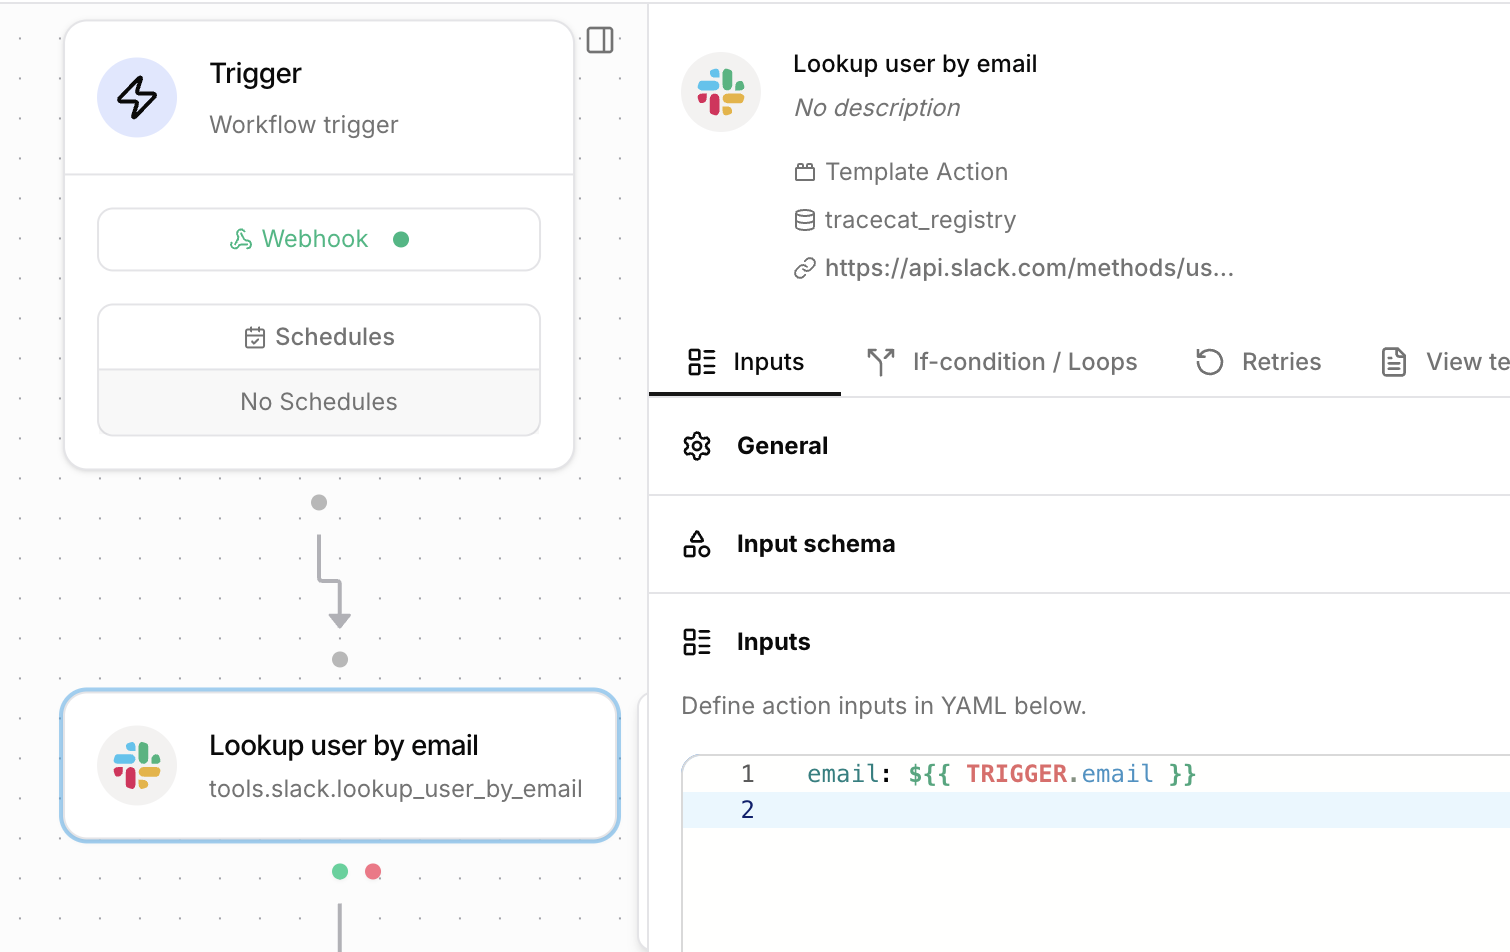 Trigger
Workflow trigger
Webhook
Schedules
No Schedules
Lookup user by email
tools.slack.lookup_user_by_email
Lookup user by email
No description
Template Action
tracecat_registry
https://api.slack.com/methods/us...
Inputs
If-condition / Loops
Retries
View te
General
Input schema
Inputs
Define action inputs in YAML below.
1 email: ${{ TRIGGER.email }}
2